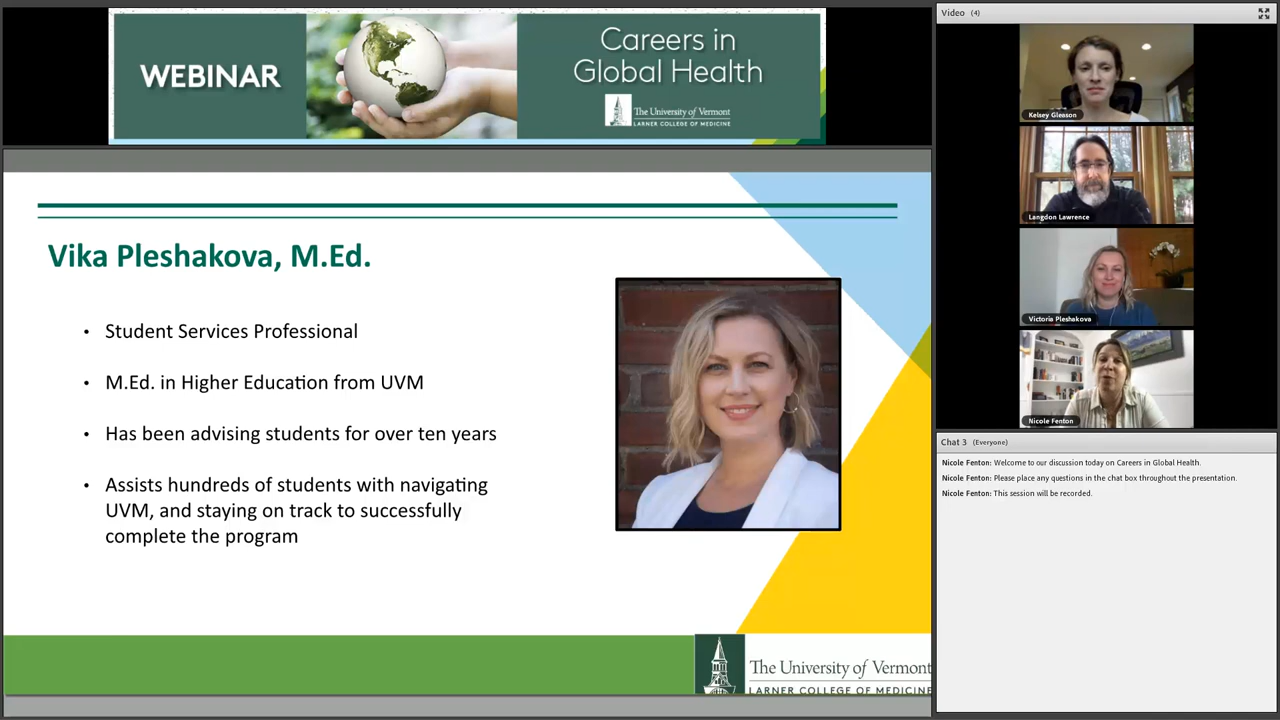 WEBINAR
Careers in
Global Health
The University of Vermont
LARNER COLLEGE OF MEDICINE
Vika Pleshakova, M.Ed.
• Student Services Professional
• M.Ed. in Higher Education from UVM
• Has been advising students for over ten years
• Assists hundreds of students with navigating
UVM, and staying on track to successfully
complete the program
The University of Vermont
LARNER COLLEGE OF MEDICINE
Video (4)
Kelsey Gleason
Langdon Lawrence
Victoria Pleshakova
Nicole Fenton
Chat 3 (Everyone)
Nicole Fenton: Welcome to our discussion today on Careers in Global Health.
Nicole Fenton: Please place any questions in the chat box throughout the presentation.
Nicole Fenton: This session will be recorded.